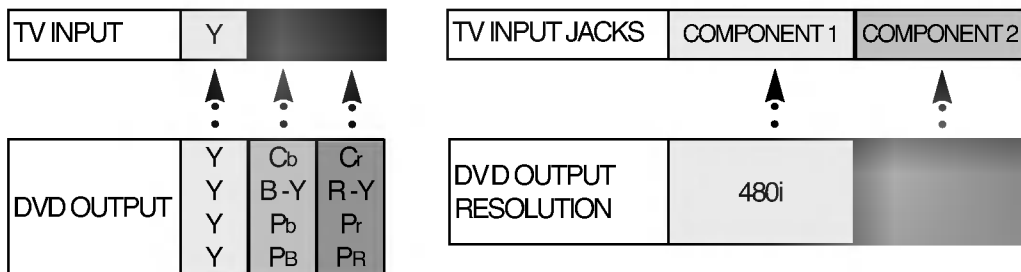 TV INPUT Y
DVD OUTPUT
Y Cb Cr
Y B-Y R-Y
Y Pb Pr
Y PB PR
TV INPUT JACKS COMPONENT 1 COMPONENT 2
DVD OUTPUT
RESOLUTION
480i